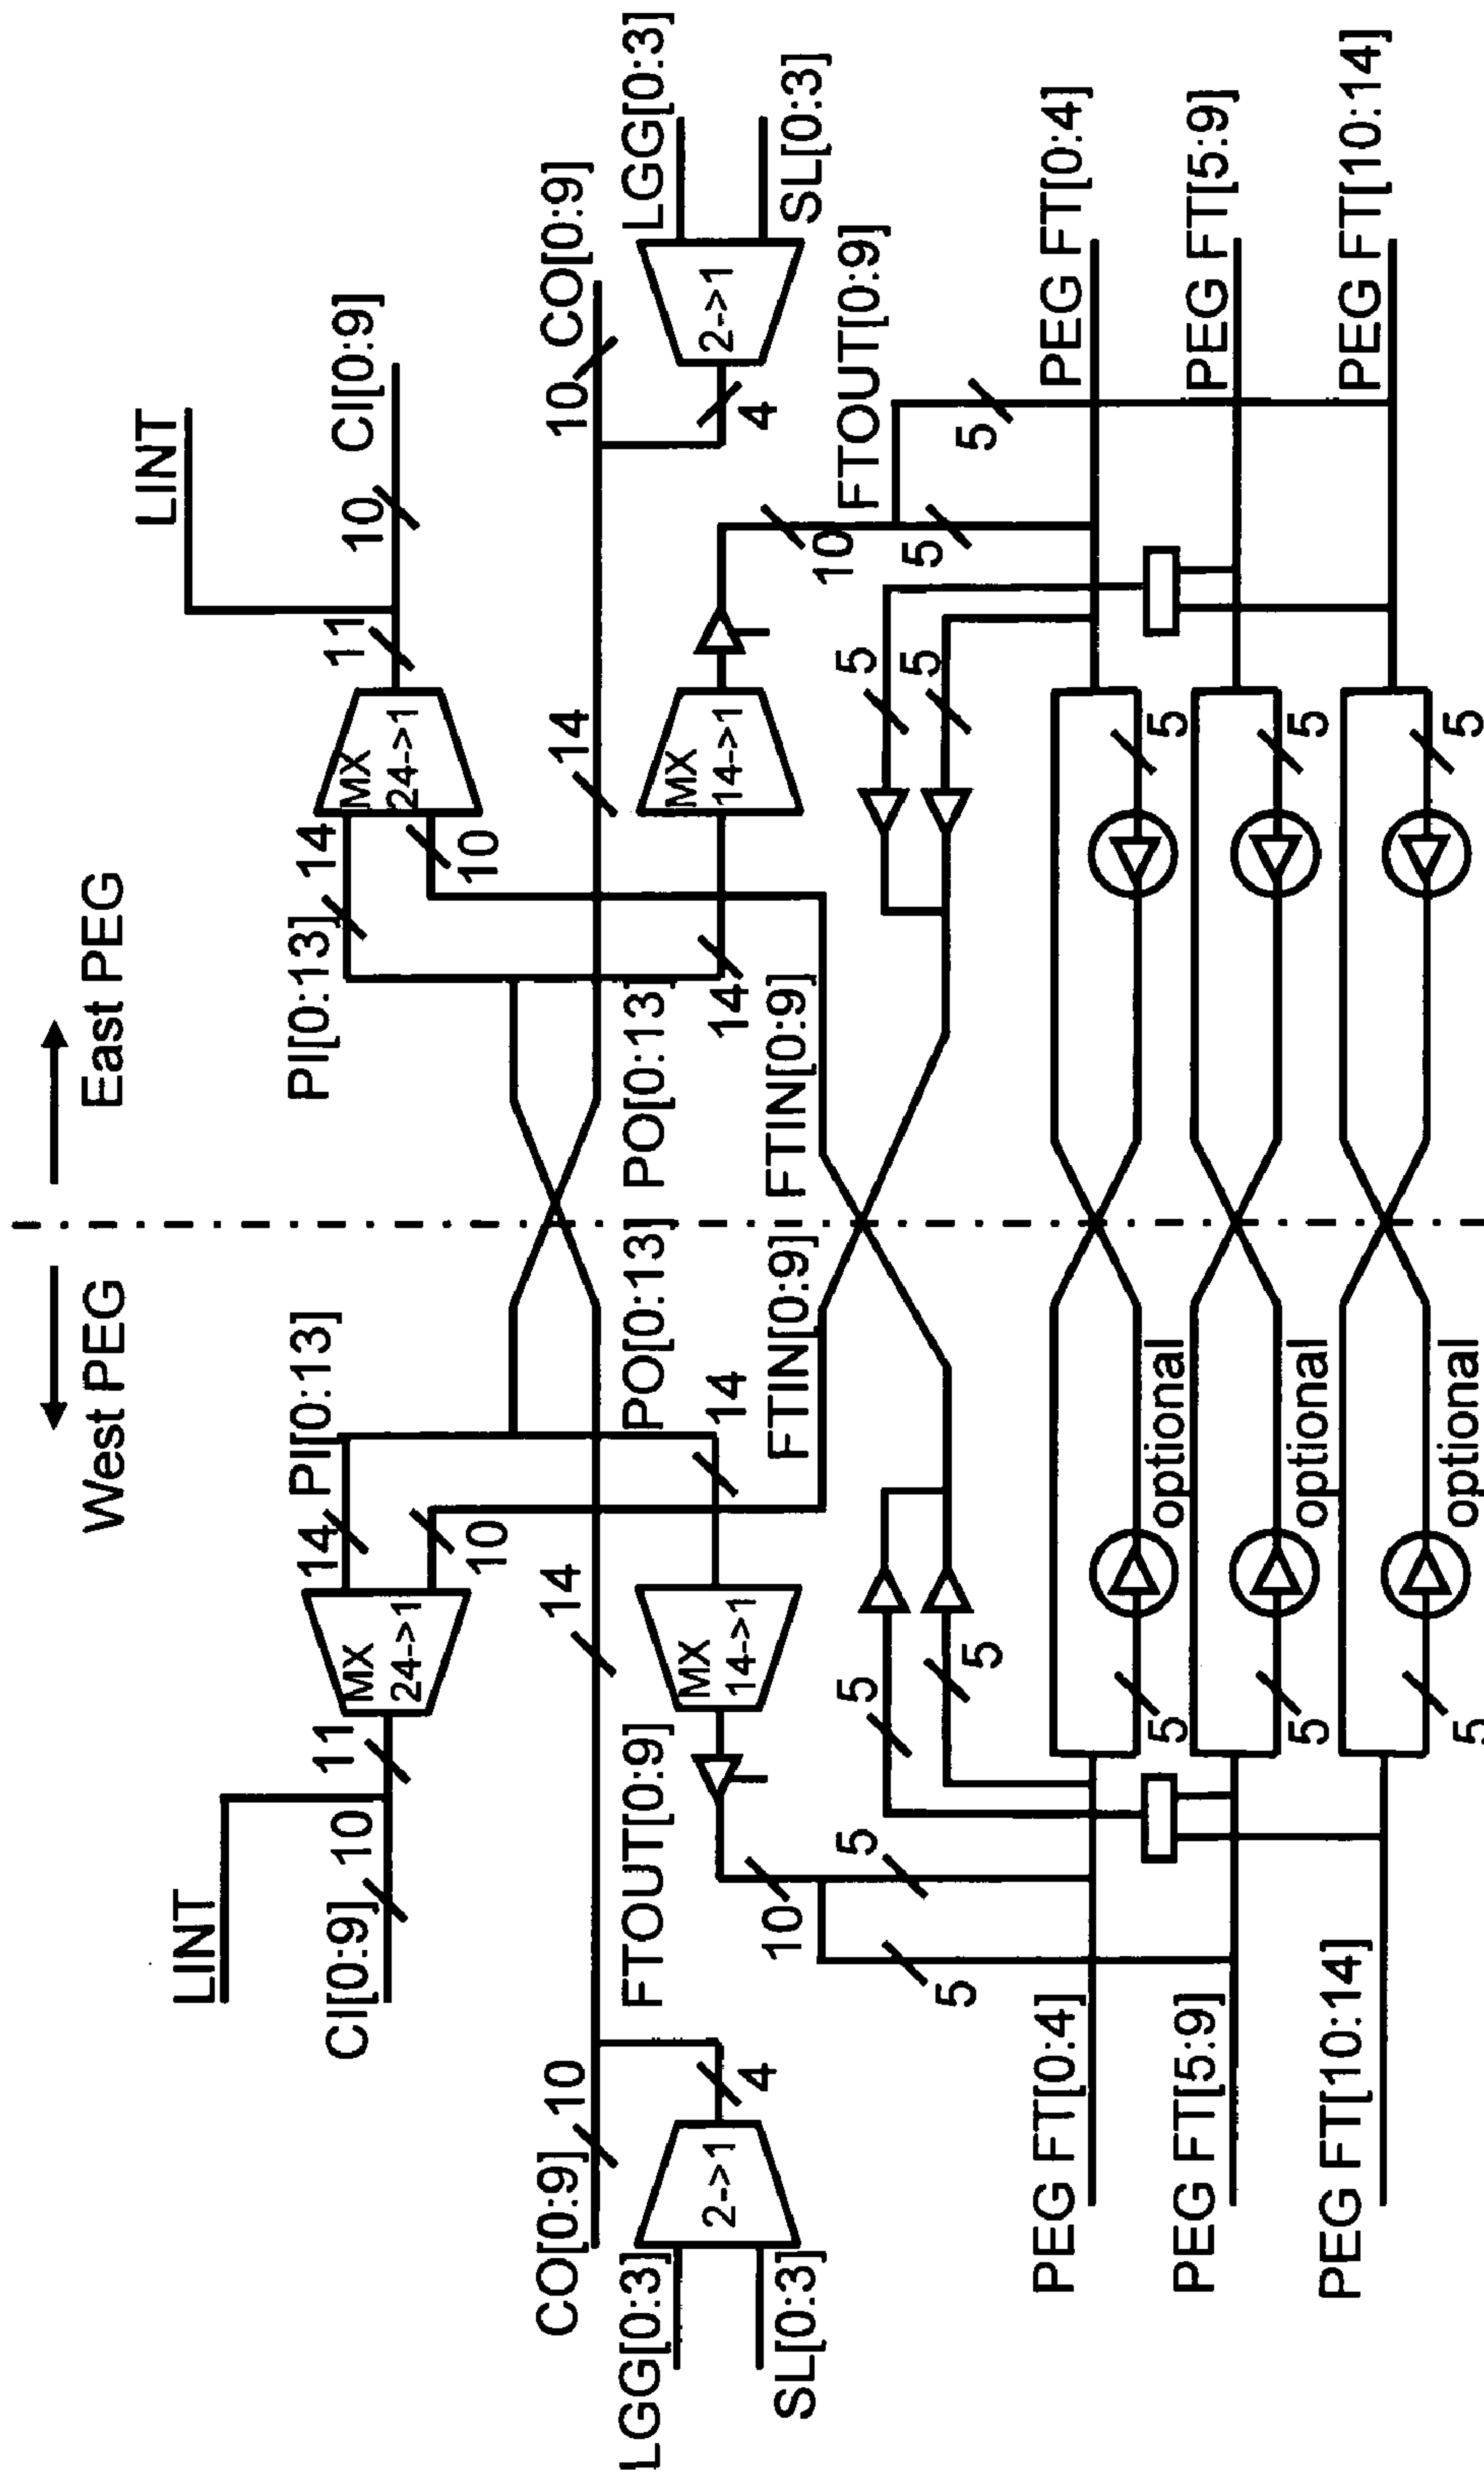 West PEG
East PEG
LINT
LINT
CI[0:9]
10
11
MX
24->1
14
PI[0:13]
10
PI[0:13]
14
10
MX
24->1
11
10
CI[0:9]
CO[0:9]
10
14
14
10
CO[0:9]
LGG[0:3]
SL[0:3]
2->1
4
FTOUT[0:9]
MX
14->1
14
PO[0:13]
PO[0:13]
14
MX
14->1
4
2->1
LGG[0:3]
SL[0:3]
FTIN[0:9]
FTIN[0:9]
FTOUT[0:9]
10
5
5
5
5
5
5
10
5
5
PEG FT[0:4]
5
optional
5
PEG FT[0:4]
PEG FT[5:9]
5
optional
5
PEG FT[5:9]
PEG FT[10:14]
5
optional
5
PEG FT[10:14]